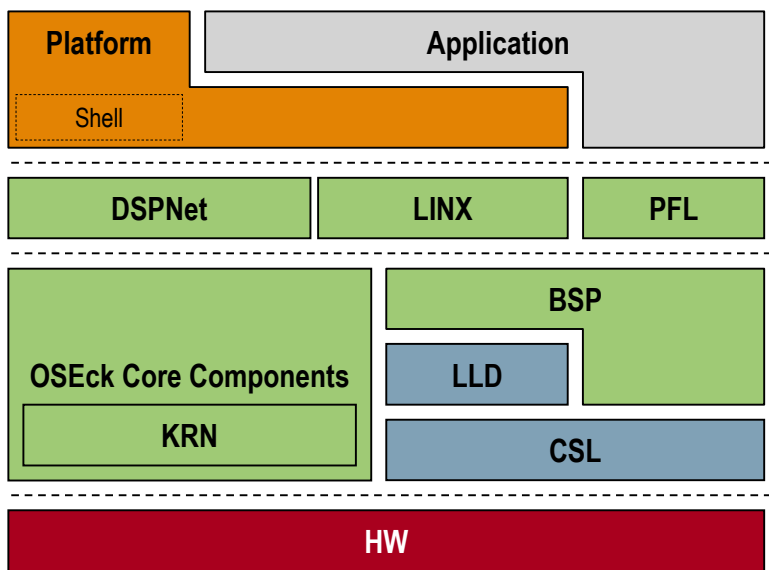 Platform
Application
Shell
DSPNet
LINX
PFL
BSP
OSEck Core Components
LLD
KRN
CSL
HW